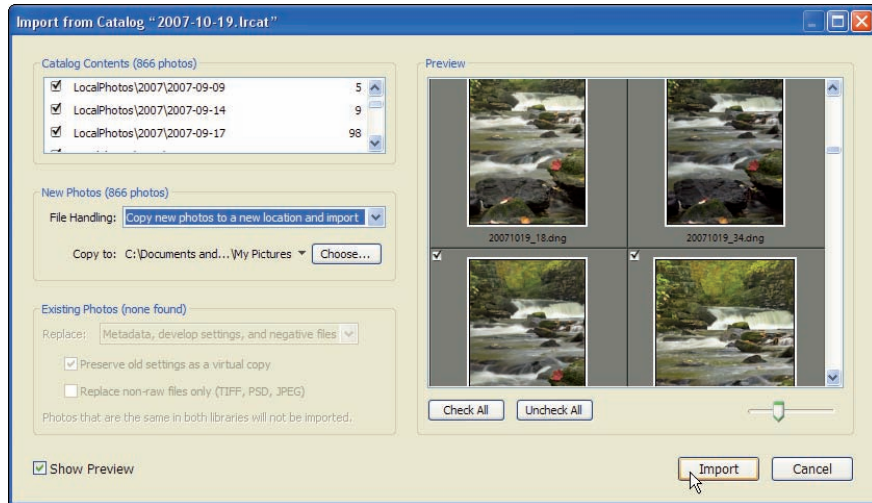 Import from Catalog “2007-10-19.lrcat”
Catalog Contents (866 photos)
LocalPhotos\2007\2007-09-09 5
LocalPhotos\2007\2007-09-14 9
LocalPhotos\2007\2007-09-17 98
New Photos (866 photos)
File Handling: Copy new photos to a new location and import
Copy to: C:\Documents and...\My Pictures Choose...
Existing Photos (none found)
Replace: Metadata, develop settings, and negative files
Preserve old settings as a virtual copy
Replace non-raw files only (TIFF, PSD, JPEG)
Photos that are the same in both libraries will not be imported.
Show Preview
Preview
20071019_18.dng 20071019_34.dng
Check All Uncheck All
Import Cancel